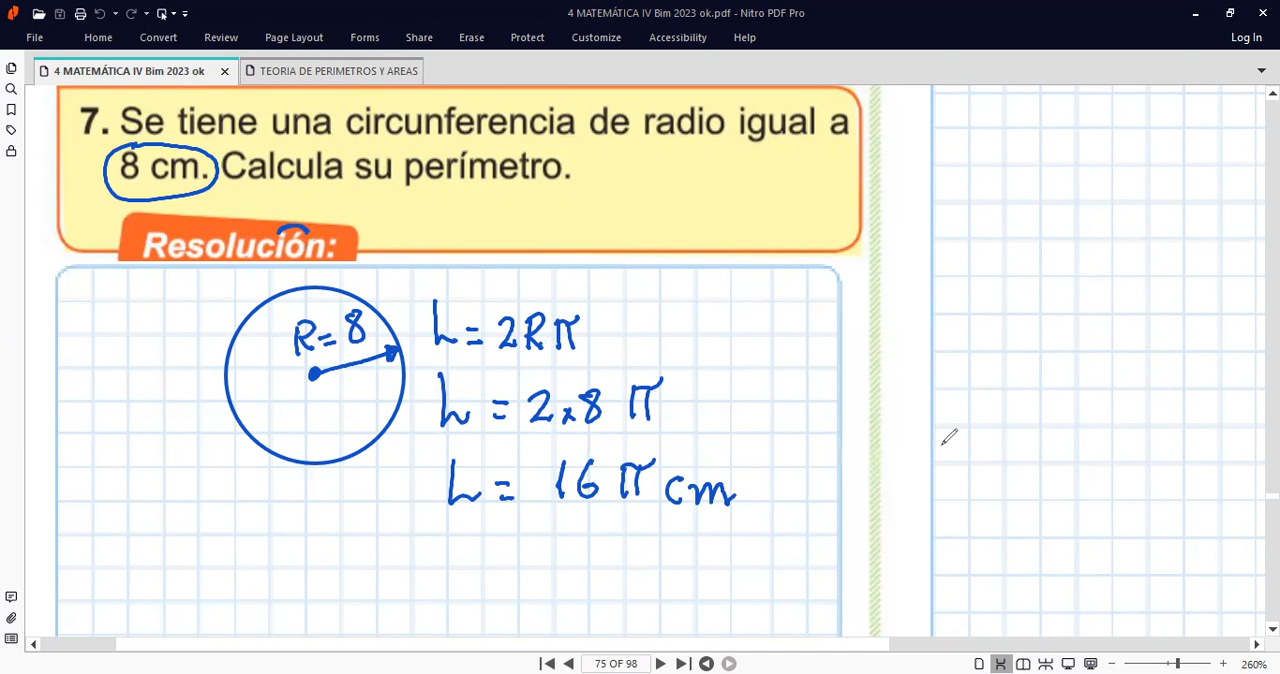 4 MATEMÁTICA IV Bim 2023 ok.pdf - Nitro PDF Pro
File Home Convert Review Page Layout Forms Share Erase Protect Customize Accessibility Help Log In
4 MATEMÁTICA IV Bim 2023 ok TEORIA DE PERIMETROS Y AREAS
7. Se tiene una circunferencia de radio igual a
8 cm. Calcula su perímetro.
Resolución:
R=8
L=2Rπ
L = 2×8 π
L = 16 π cm
75 OF 98
260%